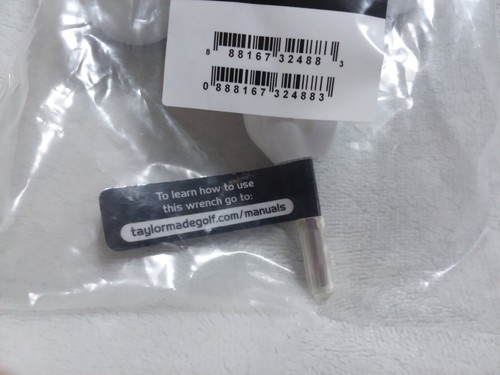 8 88167 32488 3
0 888167 324883
To learn how to use
this wrench go to:
taylormadegolf.com/manuals